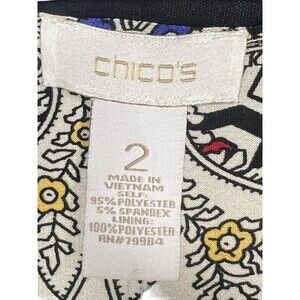 chico's
2
MADE IN
VIETNAM
SELF:
95%POLYESTER
5% SPANDEX
LINING:
100%POLYESTER
RN#79984